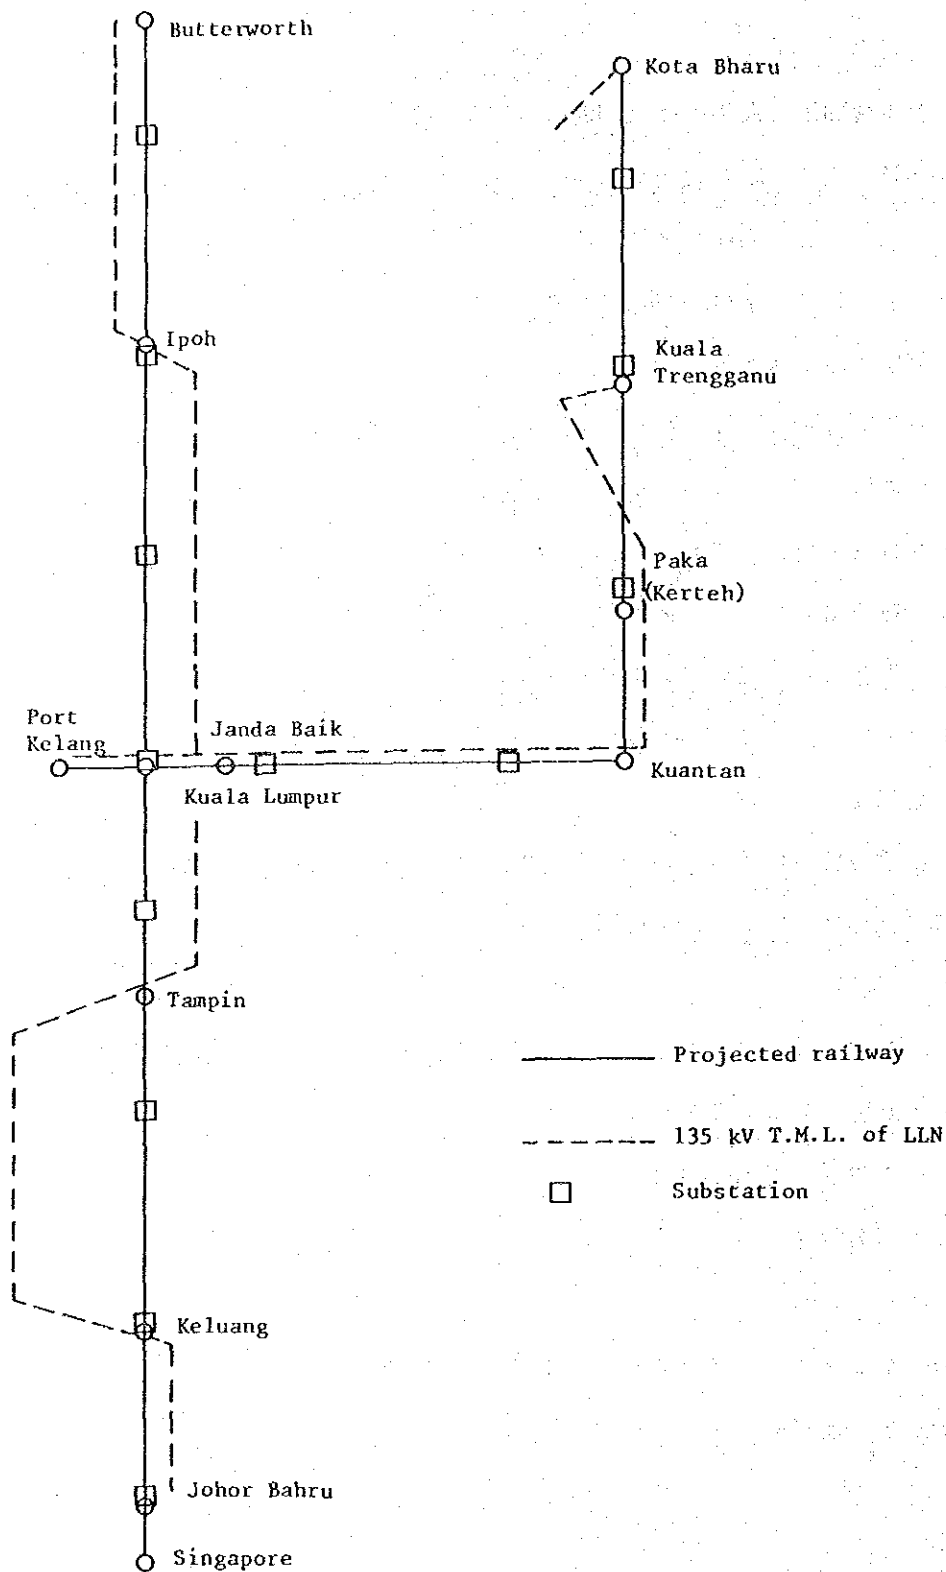 Butterworth
Kota Bharu
Ipoh
Kuala
Trengganu
Paka
(Kerteh)
Port
Kelang
Janda Baik
Kuala Lumpur
Kuantan
Tampin
Projected railway
135 kV T.M.L. of LLN
Substation
Keluang
Johor Bahru
Singapore